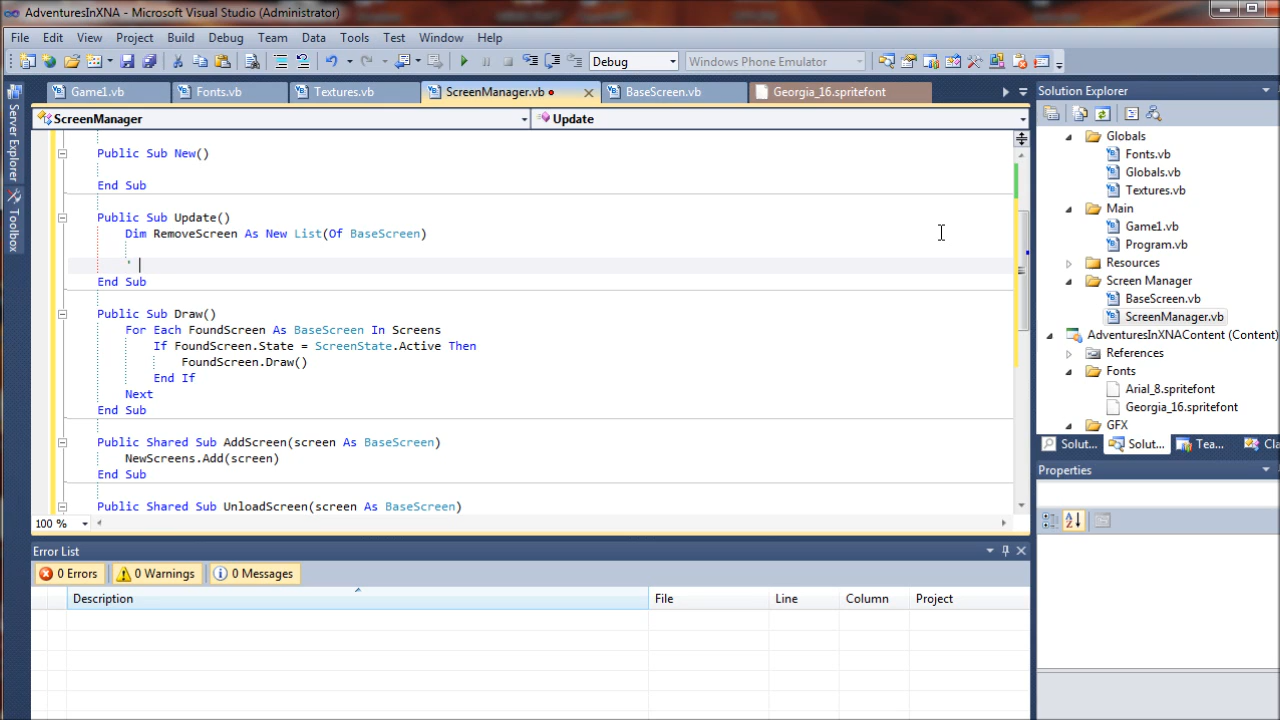 AdventuresInXNA - Microsoft Visual Studio (Administrator)
File Edit View Project Build Debug Team Data Tools Test Window Help
Debug Windows Phone Emulator
Game1.vb Fonts.vb Textures.vb ScreenManager.vb BaseScreen.vb Georgia_16.spritefont
ScreenManager Update
Server Explorer
Toolbox
Public Sub New()
End Sub
Public Sub Update()
Dim RemoveScreen As New List(Of BaseScreen)
'
End Sub
Public Sub Draw()
For Each FoundScreen As BaseScreen In Screens
If FoundScreen.State = ScreenState.Active Then
FoundScreen.Draw()
End If
Next
End Sub
Public Shared Sub AddScreen(screen As BaseScreen)
NewScreens.Add(screen)
End Sub
Public Shared Sub UnloadScreen(screen As BaseScreen)
100 %
Error List
0 Errors 0 Warnings 0 Messages
Description File Line Column Project
Solution Explorer
Globals
Fonts.vb
Globals.vb
Textures.vb
Main
Game1.vb
Program.vb
Resources
Screen Manager
BaseScreen.vb
ScreenManager.vb
AdventuresInXNAContent (Content)
References
Fonts
Arial_8.spritefont
Georgia_16.spritefont
GFX
Solut... Solut... Tea... Cla
Properties